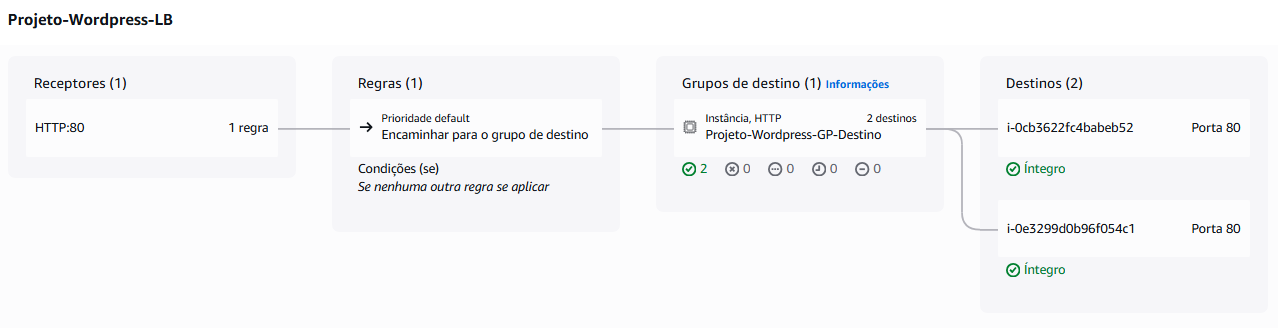 Projeto-Wordpress-LB
Receptores (1)
HTTP:80 1 regra
Regras (1)
Prioridade default
Encaminhar para o grupo de destino
Condições (se)
Se nenhuma outra regra se aplicar
Grupos de destino (1) Informações
Instância, HTTP 2 destinos
Projeto-Wordpress-GP-Destino
2 0 0 0 0
Destinos (2)
i-0cb3622fc4babeb52 Porta 80
Íntegro
i-0e3299d0b96f054c1 Porta 80
Íntegro